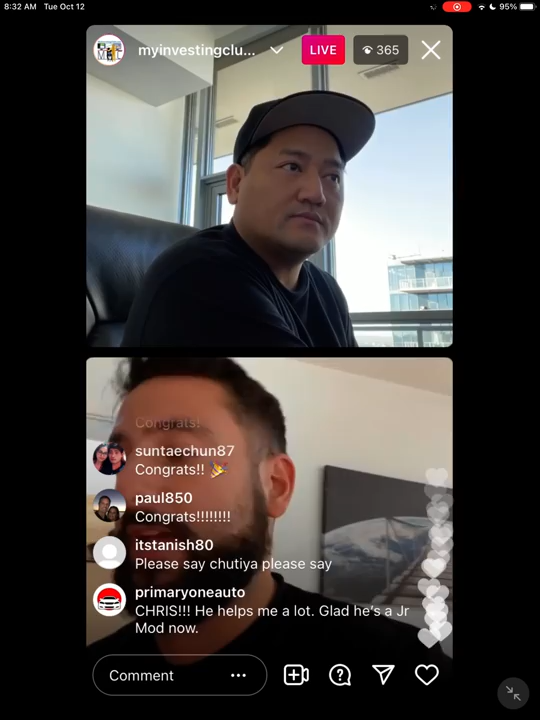 8:32 AM Tue Oct 12
95%
myinvestingclu...
LIVE
365
Congrats!
suntaechun87
Congrats!! 🎉
paul850
Congrats!!!!!!!!
itstanish80
Please say chutiya please say
primaryoneauto
CHRIS!!! He helps me a lot. Glad he's a Jr
Mod now.
Comment